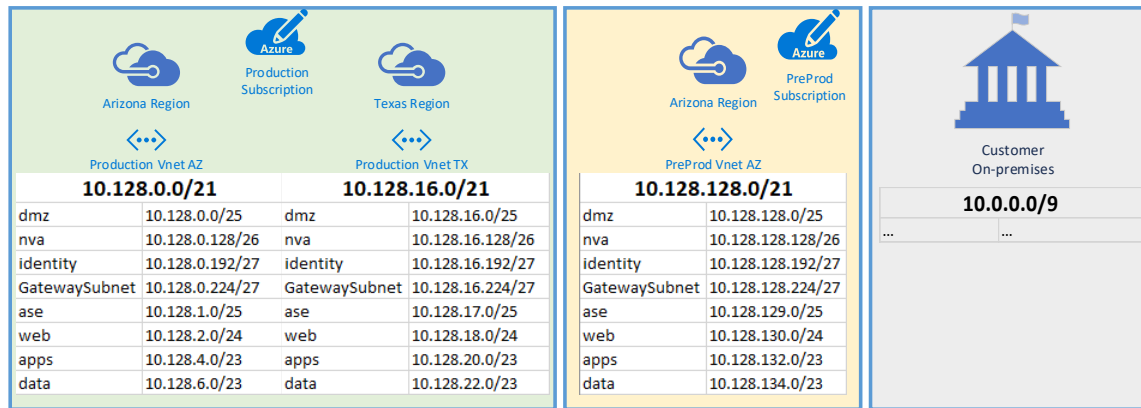 Azure
Production
Subscription
Arizona Region
Texas Region
Production Vnet AZ
Production Vnet TX
10.128.0.0/21 10.128.16.0/21
dmz 10.128.0.0/25 dmz 10.128.16.0/25
nva 10.128.0.128/26 nva 10.128.16.128/26
identity 10.128.0.192/27 identity 10.128.16.192/27
GatewaySubnet 10.128.0.224/27 GatewaySubnet 10.128.16.224/27
ase 10.128.1.0/25 ase 10.128.17.0/25
web 10.128.2.0/24 web 10.128.18.0/24
apps 10.128.4.0/23 apps 10.128.20.0/23
data 10.128.6.0/23 data 10.128.22.0/23
Azure
PreProd
Subscription
Arizona Region
PreProd Vnet AZ
10.128.128.0/21
dmz 10.128.128.0/25
nva 10.128.128.128/26
identity 10.128.128.192/27
GatewaySubnet 10.128.128.224/27
ase 10.128.129.0/25
web 10.128.130.0/24
apps 10.128.132.0/23
data 10.128.134.0/23
Customer
On-premises
10.0.0.0/9
... ...